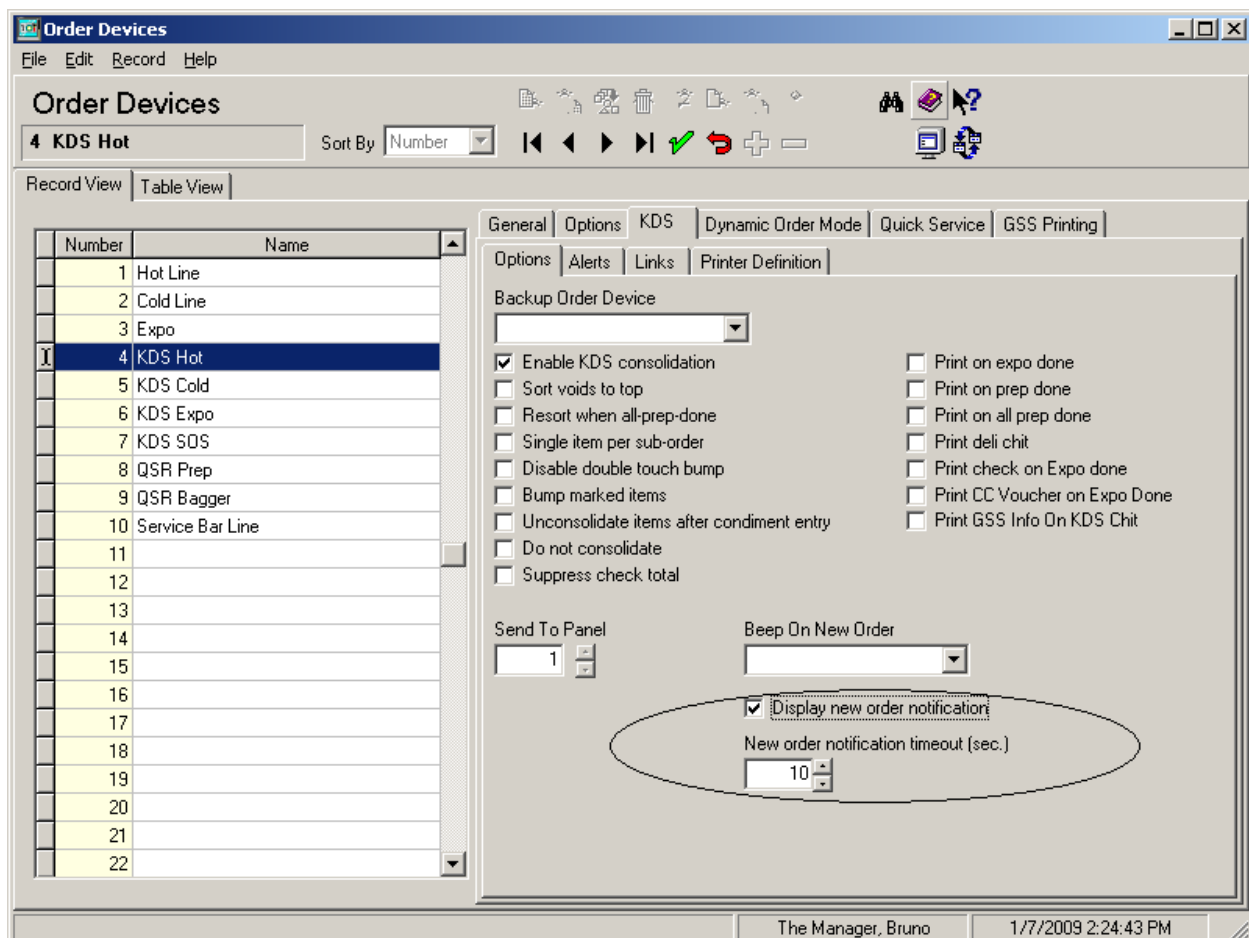 Order Devices
File Edit Record Help
Order Devices
4 KDS Hot
Sort By Number
Record View Table View
General Options KDS Dynamic Order Mode Quick Service GSS Printing
Options Alerts Links Printer Definition
Number Name
1 Hot Line
2 Cold Line
3 Expo
4 KDS Hot
5 KDS Cold
6 KDS Expo
7 KDS SOS
8 QSR Prep
9 QSR Bagger
10 Service Bar Line
11
12
13
14
15
16
17
18
19
20
21
22
Backup Order Device
Enable KDS consolidation
Sort voids to top
Resort when all-prep-done
Single item per sub-order
Disable double touch bump
Bump marked items
Unconsolidate items after condiment entry
Do not consolidate
Suppress check total
Print on expo done
Print on prep done
Print on all prep done
Print deli chit
Print check on Expo done
Print CC Voucher on Expo Done
Print GSS Info On KDS Chit
Send To Panel
1
Beep On New Order
Display new order notification
New order notification timeout (sec.)
10
The Manager, Bruno
1/7/2009 2:24:43 PM